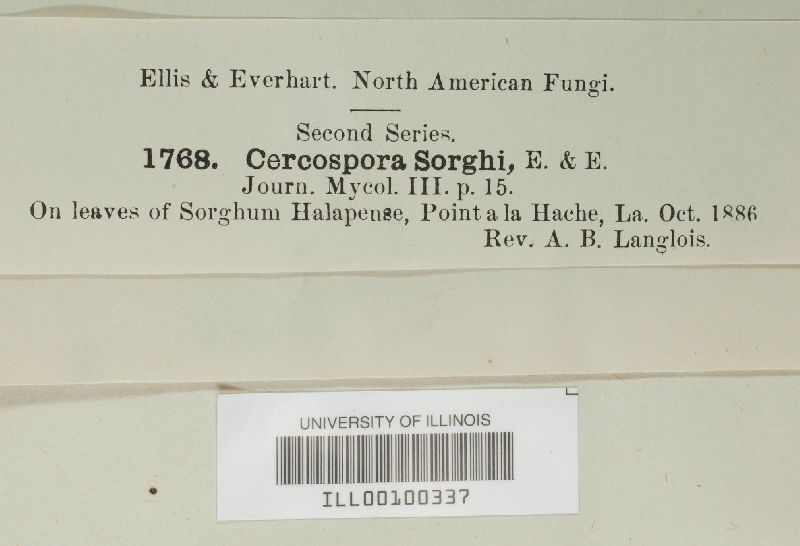 Ellis & Everhart. North American Fungi.
Second Series.
1768. Cercospora Sorghi, E. & E.
Journ. Mycol. III. p. 15.
On leaves of Sorghum Halapense, Point a la Hache, La. Oct. 1886
Rev. A. B. Langlois.
UNIVERSITY OF ILLINOIS
ILL00100337